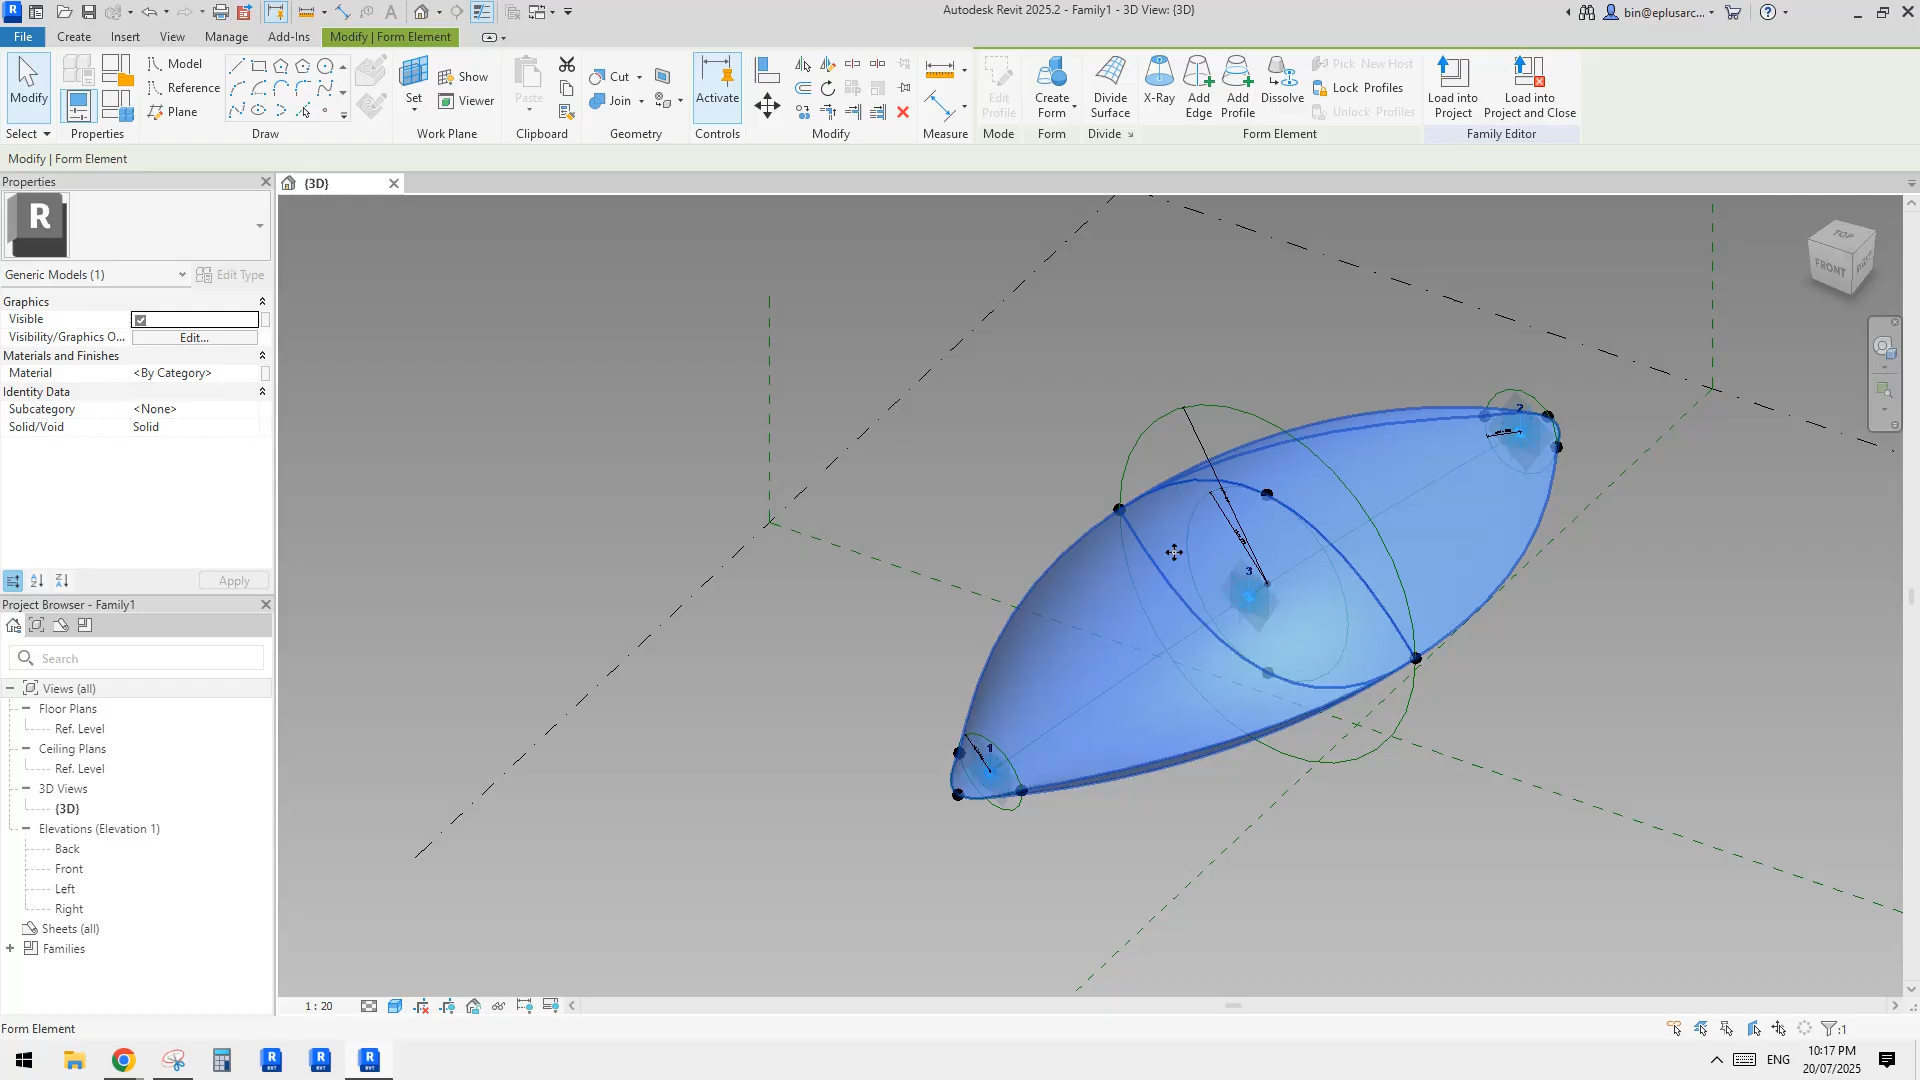 Autodesk Revit 2025.2 - Family1 - 3D View: {3D}
bin@eplusarc...
File
Create
Insert
View
Manage
Add-Ins
Modify | Form Element
Modify
Model
Reference
Plane
Set
Show
Viewer
Paste
Cut
Join
Activate
Edit
Profile
Create
Form
Divide
Surface
X-Ray
Add
Edge
Add
Profile
Dissolve
Pick New Host
Lock Profiles
Unlock Profiles
Load into
Project
Load into
Project and Close
Select
Properties
Draw
Work Plane
Clipboard
Geometry
Controls
Modify
Measure
Mode
Form
Divide
Form Element
Family Editor
Modify | Form Element
Properties
{3D}
R
Generic Models (1)
Edit Type
Graphics
Visible
Visibility/Graphics O...
Edit...
Materials and Finishes
Material
<By Category>
Identity Data
Subcategory
<None>
Solid/Void
Solid
Apply
Project Browser - Family1
Search
Views (all)
Floor Plans
Ref. Level
Ceiling Plans
Ref. Level
3D Views
{3D}
Elevations (Elevation 1)
Back
Front
Left
Right
Sheets (all)
Families
TOP
FRONT
RIGHT
2
3
1
1 : 20
Form Element
:1
ENG
10:17 PM
20/07/2025